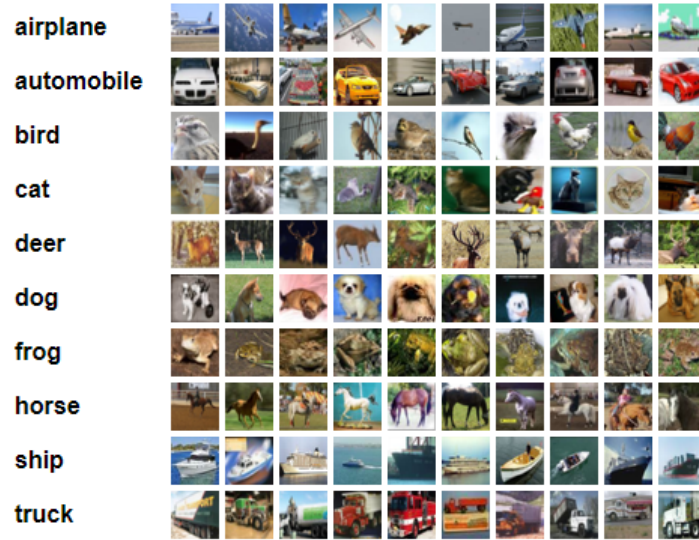 airplane
automobile
bird
cat
deer
dog
frog
horse
ship
truck